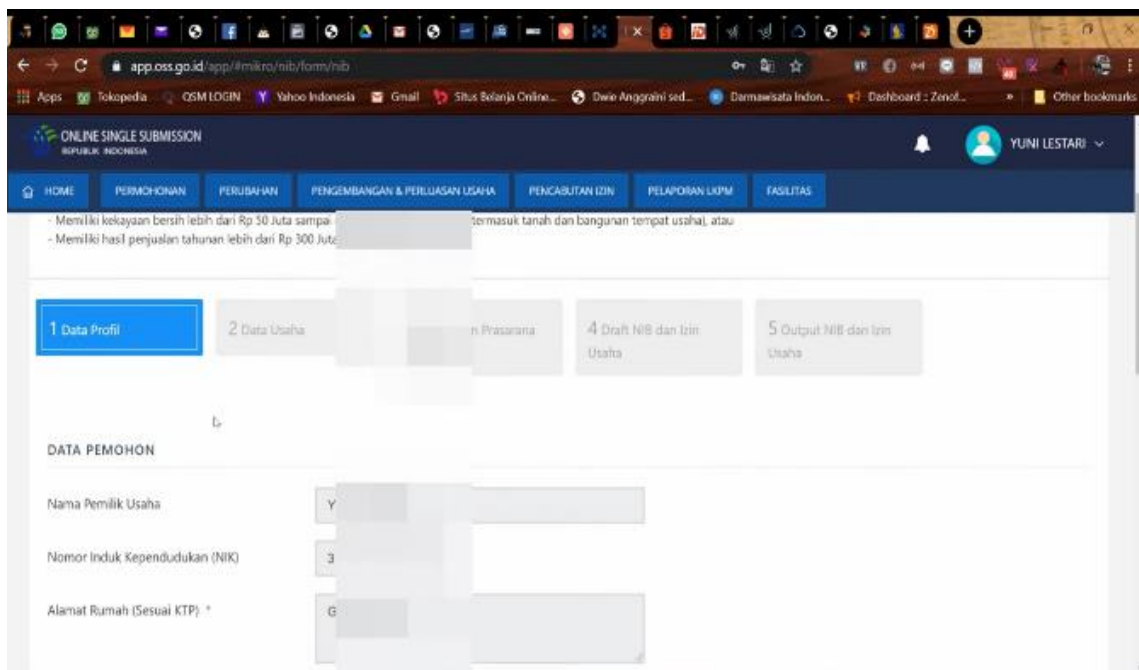 app.oss.go.id/app/#mikro/nib/form/nib
Apps Tokopedia QSM LOGIN Yahoo Indonesia Gmail Situs Belanja Online... Dwie Anggraini sed... Darmawisata Indon... Dashboard :: Zenof... » Other bookmarks
ONLINE SINGLE SUBMISSION
REPUBLIK INDONESIA
YUNI LESTARI
HOME PERMOHONAN PERUBAHAN PENGEMBANGAN & PERLUASAN USAHA PENCABUTAN IZIN PELAPORAN LKPM FASILITAS
- Memiliki kekayaan bersih lebih dari Rp 50 Juta sampai termasuk tanah dan bangunan tempat usaha), atau
- Memiliki hasil penjualan tahunan lebih dari Rp 300 Juta
1 Data Profil
2 Data Usaha
Prasarana
4 Draft NIB dan Izin
Usaha
5 Output NIB dan Izin
Usaha
DATA PEMOHON
Nama Pemilik Usaha
Y
Nomor Induk Kependudukan (NIK)
3
Alamat Rumah (Sesuai KTP) *
G